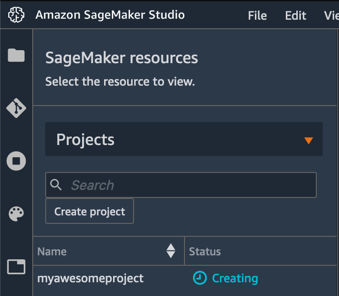 Amazon SageMaker Studio File Edit
SageMaker resources
Select the resource to view.
Projects
Search
Create project
Name Status
myawesomeproject Creating